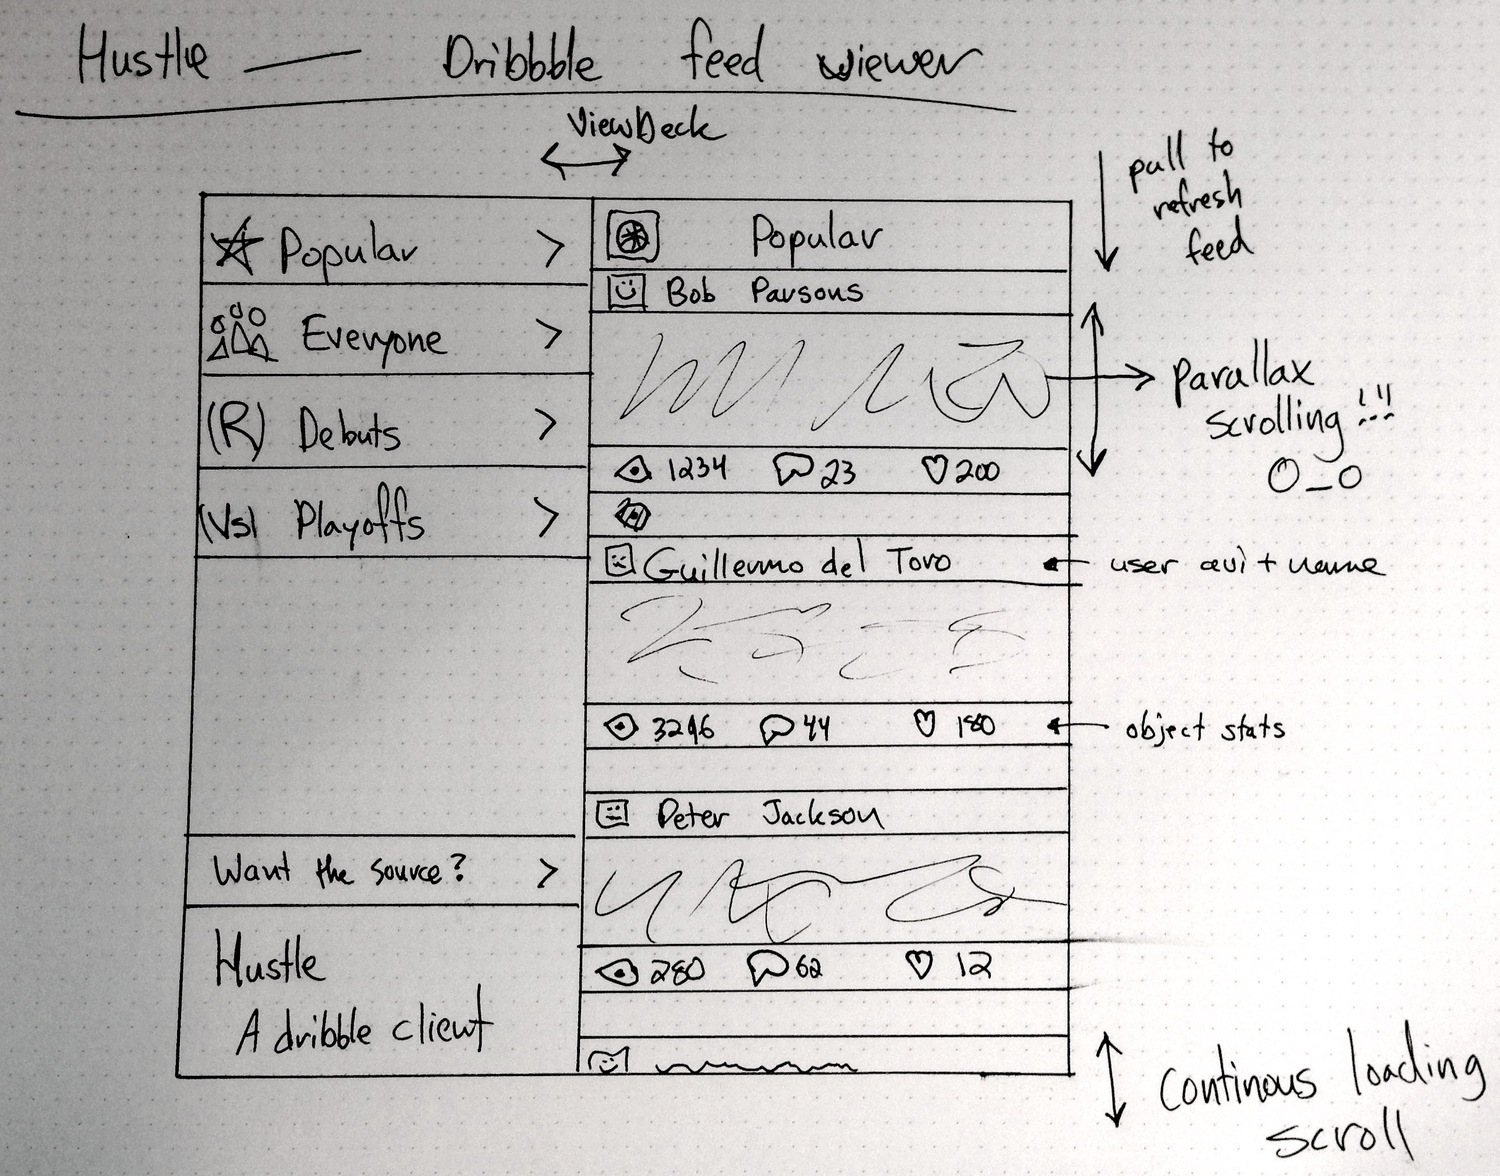 Hustle — Dribbble feed viewer
ViewDeck
Popular >
Everyone >
(R) Debuts >
(Vs) Playoffs >
Want the source? >
Hustle
A dribbble client
Popular
Bob Parsons
1234 23 200
Guillermo del Toro
3246 44 180
Peter Jackson
280 62 12
pull to
refresh
feed
parallax
scrolling !!!
O_O
user avi + name
object stats
Continous loading
scroll